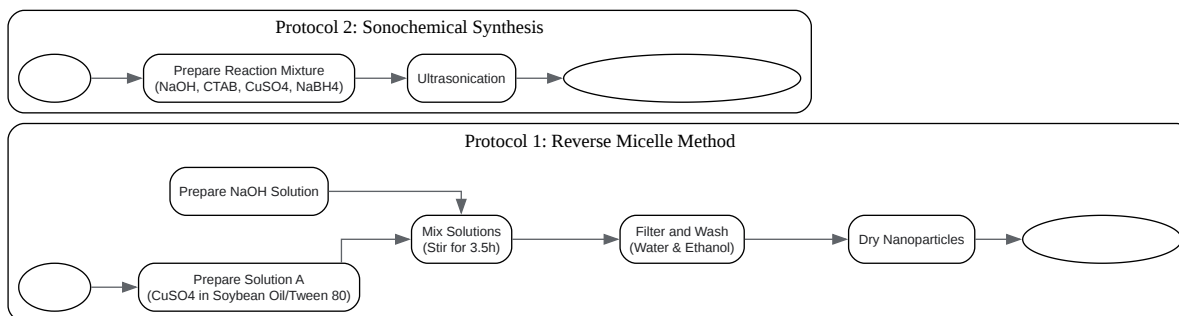 Protocol 2: Sonochemical Synthesis
Prepare Reaction Mixture
(NaOH, CTAB, CuSO4, NaBH4)
Ultrasonication
Protocol 1: Reverse Micelle Method
Prepare NaOH Solution
Prepare Solution A
(CuSO4 in Soybean Oil/Tween 80)
Mix Solutions
(Stir for 3.5h)
Filter and Wash
(Water & Ethanol)
Dry Nanoparticles